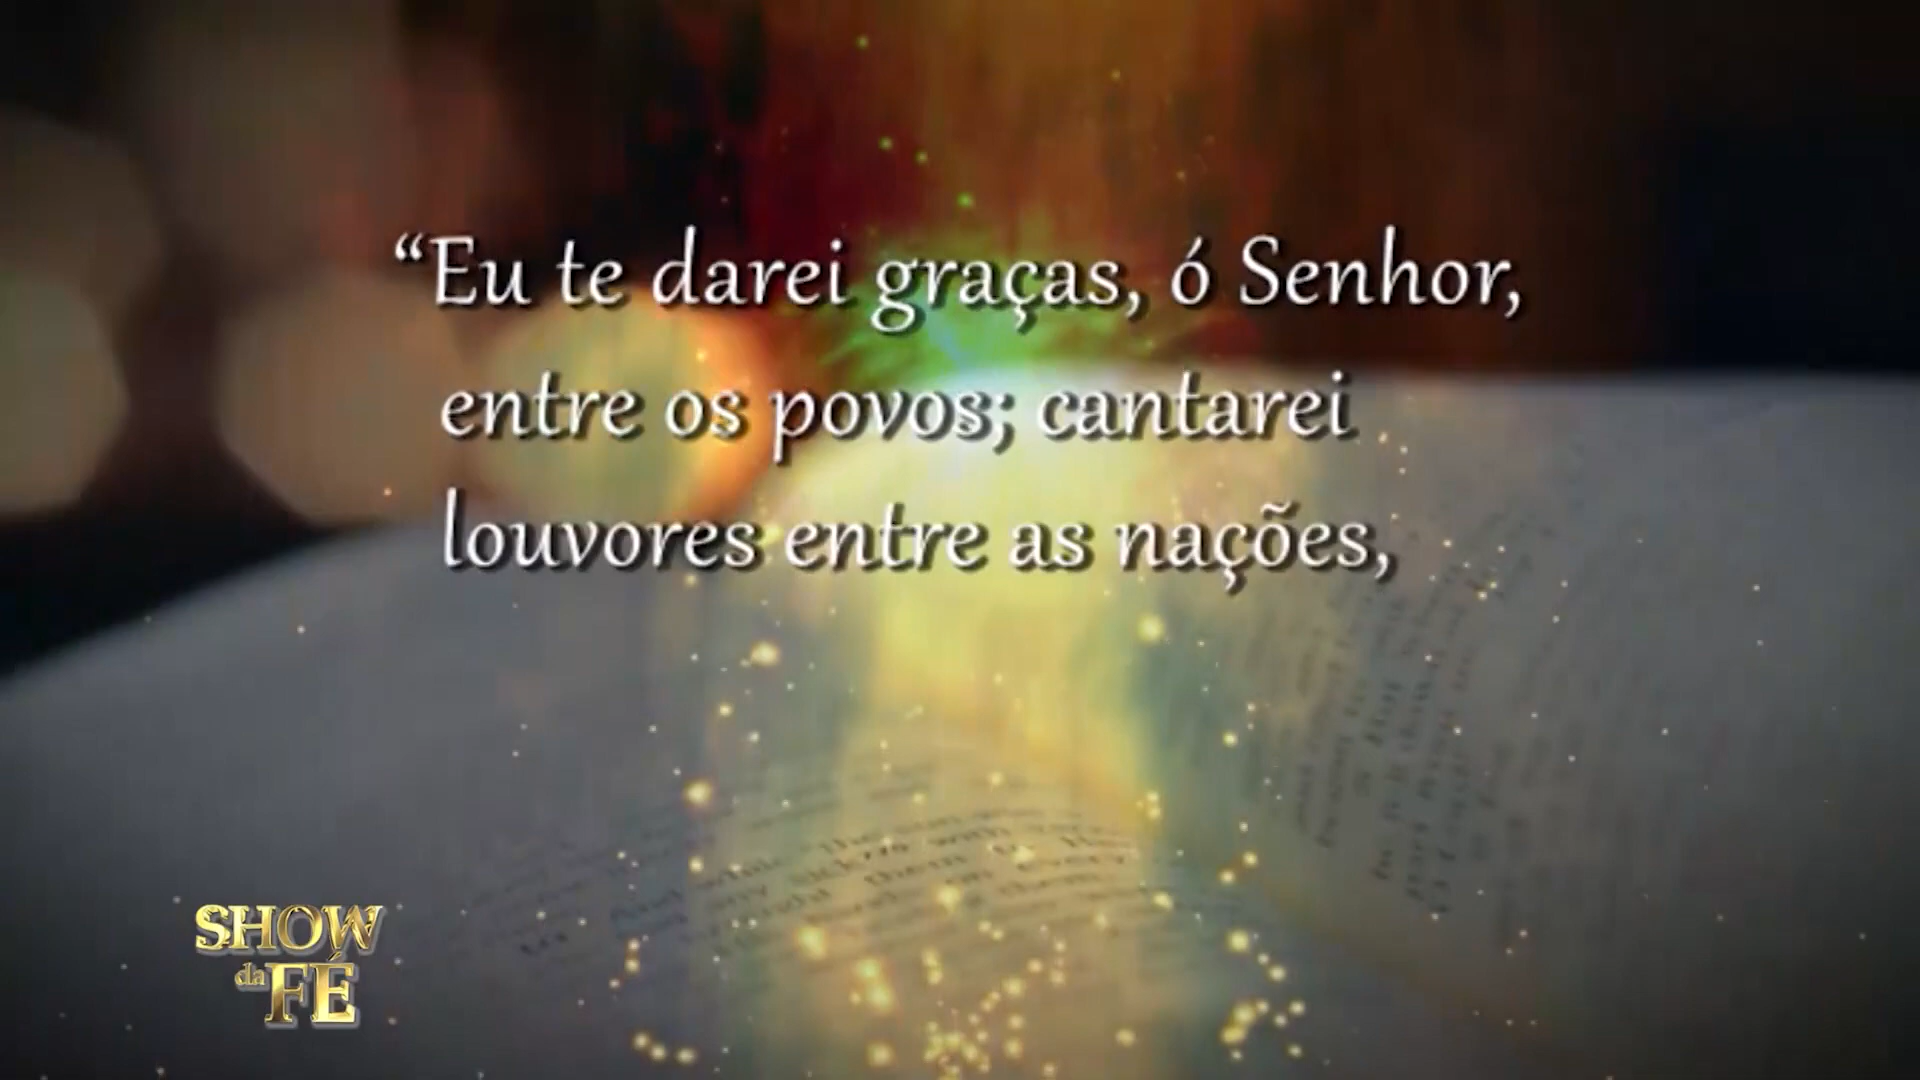 “Eu te darei graças, ó Senhor,
entre os povos; cantarei
louvores entre as nações,
SHOW
da FÉ